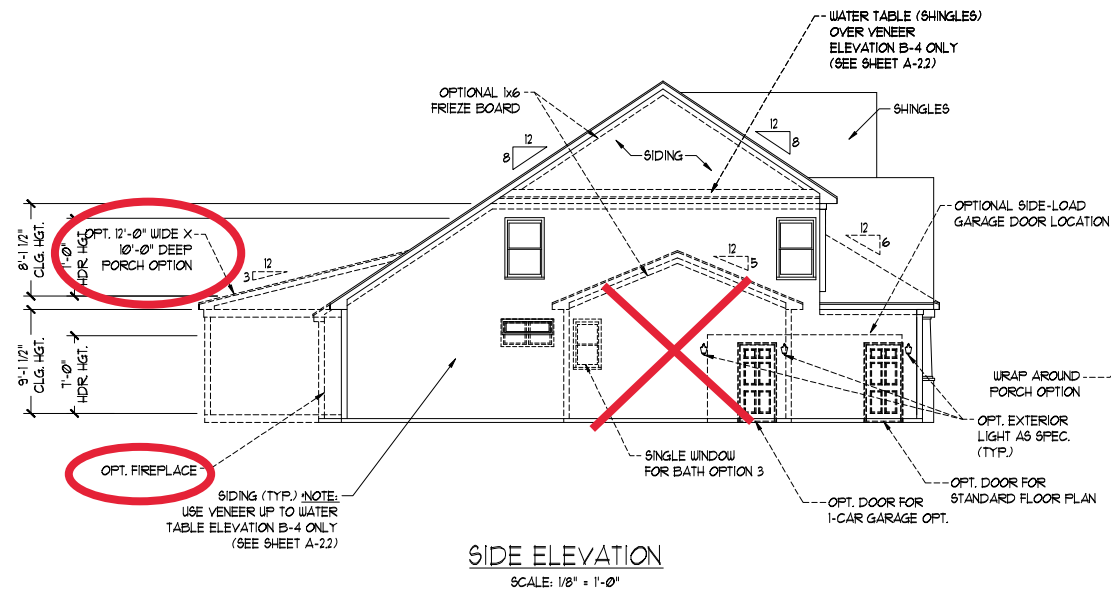 WATER TABLE (SHINGLES)
OVER VENEER
ELEVATION B-4 ONLY
(SEE SHEET A-2.2)
OPTIONAL 1x6
FRIEZE BOARD
SHINGLES
12
8
12
8
SIDING
OPTIONAL SIDE-LOAD
GARAGE DOOR LOCATION
8'-1 1/2"
CLG. HGT.
HDR. HGT.
OPT. 12'-0" WIDE X
10'-0" DEEP
PORCH OPTION
12
3
12
5
12
6
9'-1 1/2"
CLG. HGT.
7'-0"
HDR. HGT.
WRAP AROUND
PORCH OPTION
OPT. EXTERIOR
LIGHT AS SPEC.
(TYP.)
OPT. FIREPLACE
SINGLE WINDOW
FOR BATH OPTION 3
OPT. DOOR FOR
STANDARD FLOOR PLAN
SIDING (TYP.) *NOTE:
USE VENEER UP TO WATER
TABLE ELEVATION B-4 ONLY
(SEE SHEET A-2.2)
OPT. DOOR FOR
1-CAR GARAGE OPT.
SIDE ELEVATION
SCALE: 1/8" = 1'-0"